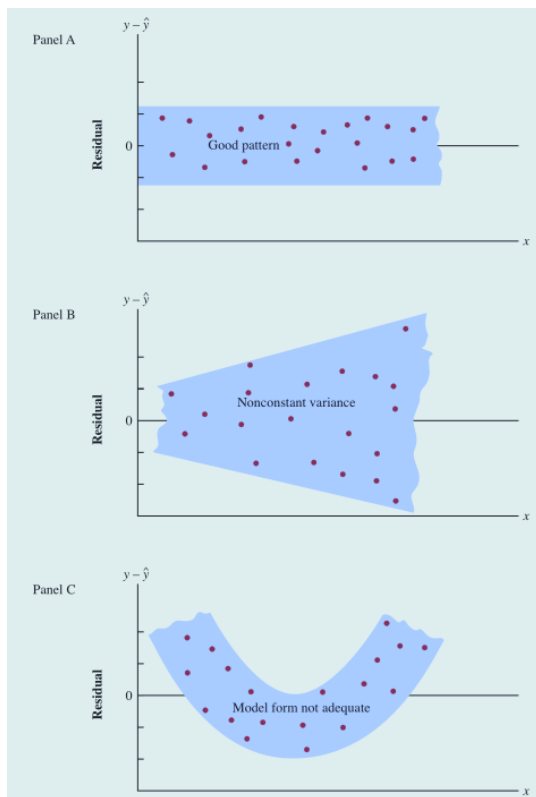 y − ŷ
Panel A
Residual
0
Good pattern
x
y − ŷ
Panel B
Residual
0
Nonconstant variance
x
y − ŷ
Panel C
Residual
0
Model form not adequate
x